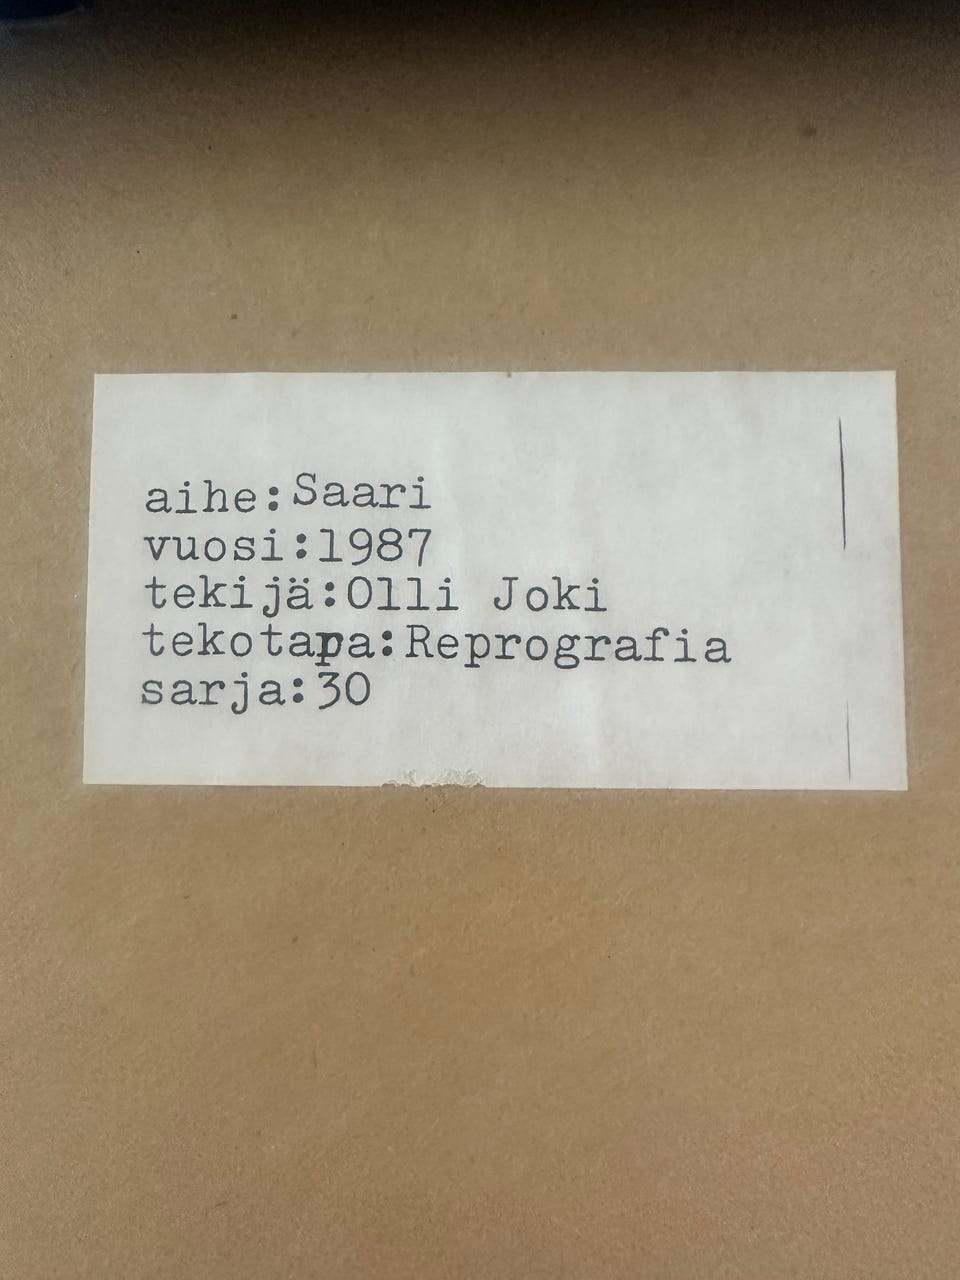 aihe:Saari
vuosi:1987
tekijä:Olli Joki
tekotapa:Reprografia
sarja:30